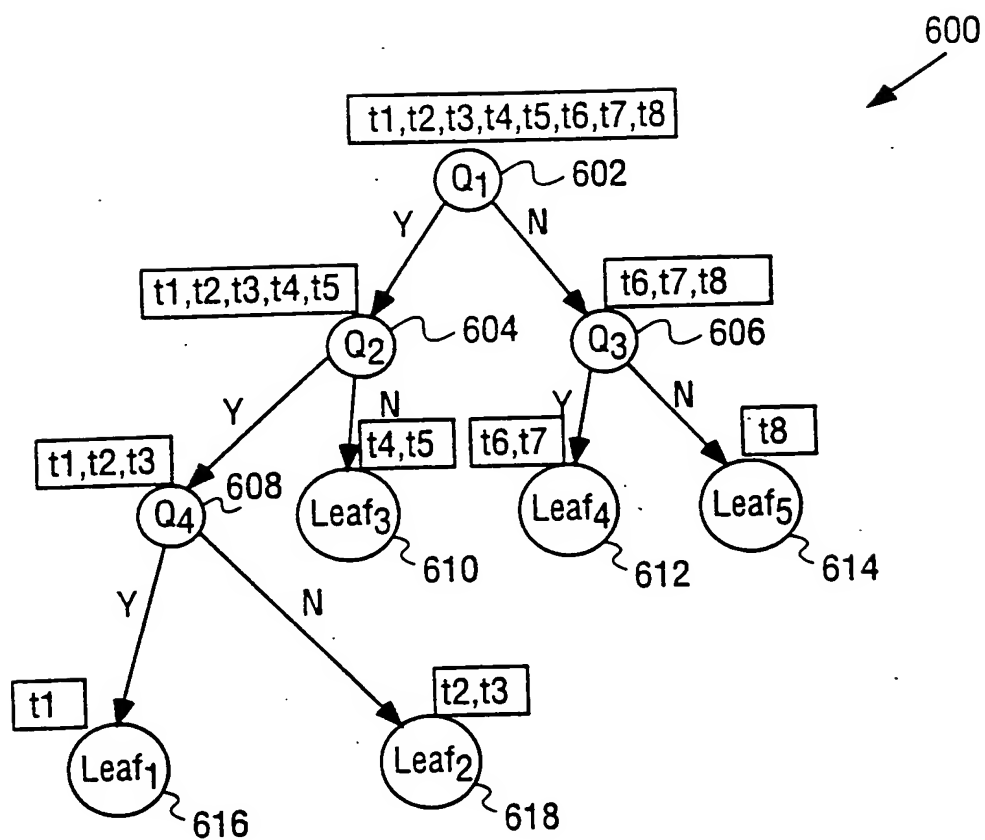 600
t1,t2,t3,t4,t5,t6,t7,t8
Q1
602
Y
N
t1,t2,t3,t4,t5
t6,t7,t8
Q2
604
Q3
606
Y
N
Y
N
t1,t2,t3
t4,t5
t6,t7
t8
Q4
608
Leaf3
Leaf4
Leaf5
610
612
614
Y
N
t1
t2,t3
Leaf1
Leaf2
616
618